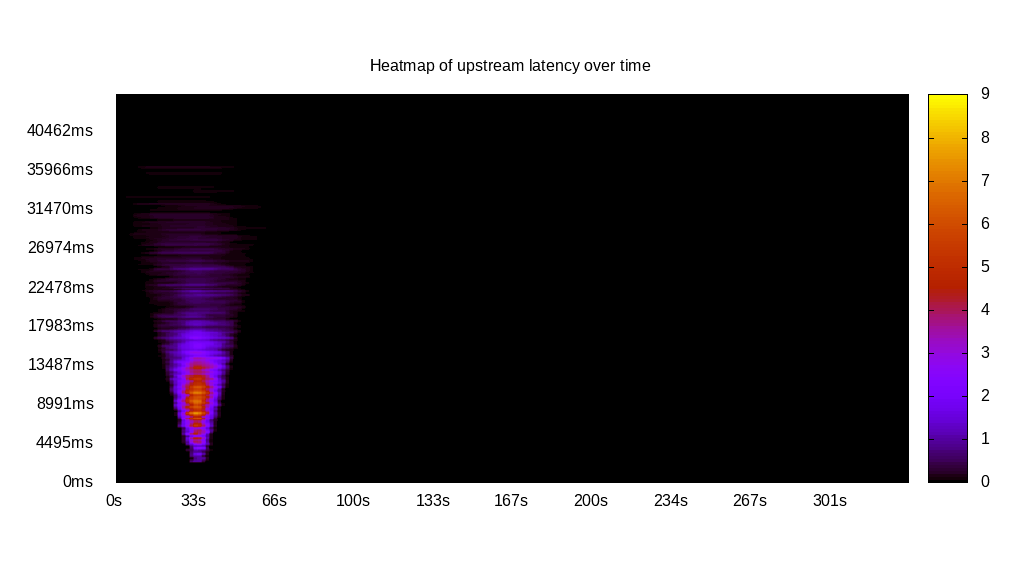 Heatmap of upstream latency over time
40462ms
35966ms
31470ms
26974ms
22478ms
17983ms
13487ms
8991ms
4495ms
0ms
0s 33s 66s 100s 133s 167s 200s 234s 267s 301s
9
8
7
6
5
4
3
2
1
0